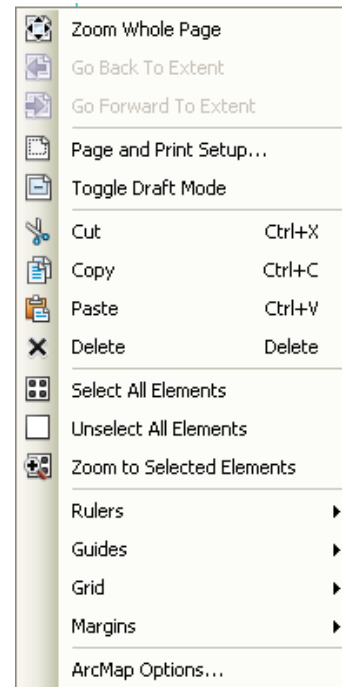 Zoom Whole Page
Go Back To Extent
Go Forward To Extent
Page and Print Setup...
Toggle Draft Mode
Cut Ctrl+X
Copy Ctrl+C
Paste Ctrl+V
Delete Delete
Select All Elements
Unselect All Elements
Zoom to Selected Elements
Rulers
Guides
Grid
Margins
ArcMap Options...